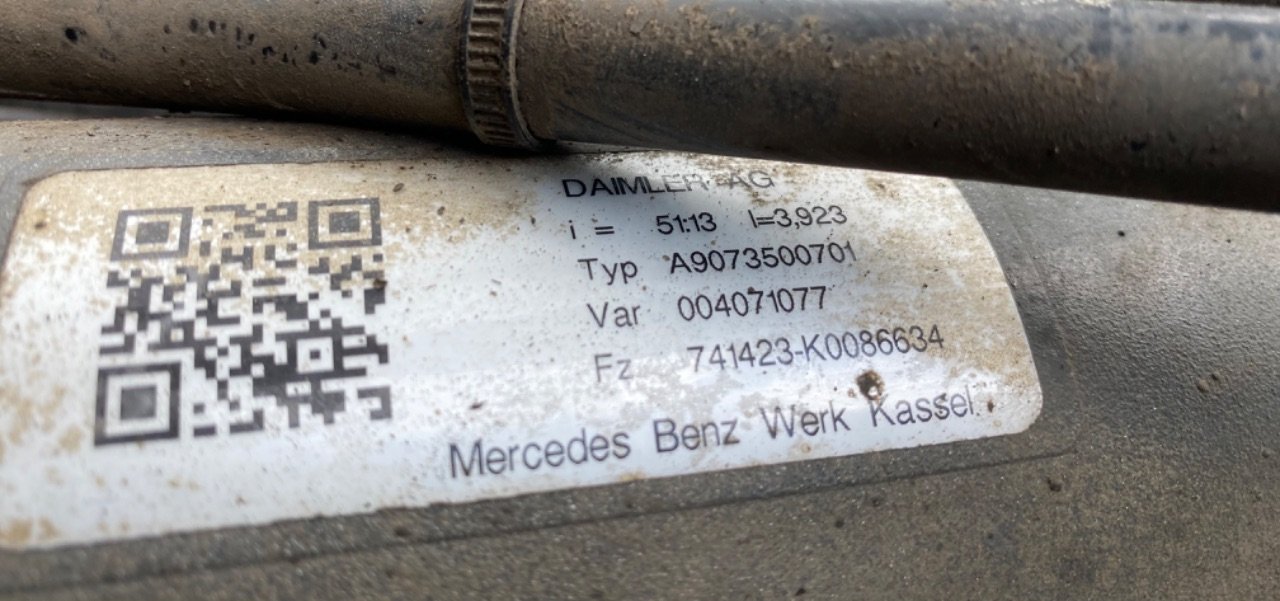 DAIMLER AG
i = 51:13 I=3,923
Typ A9073500701
Var 004071077
Fz 741423-K0086634
Mercedes Benz Werk Kassel